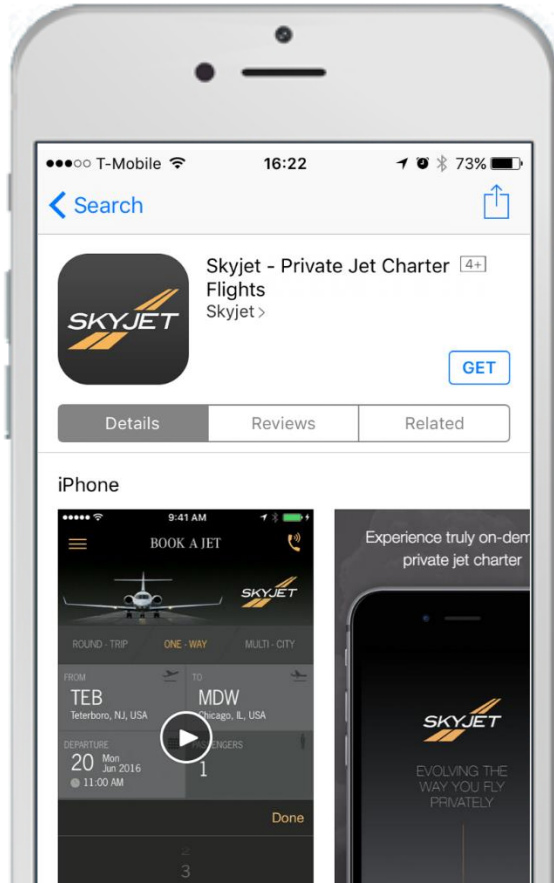 T-Mobile 16:22 73%
Search
Skyjet - Private Jet Charter 4+
Flights
Skyjet >
SKYJET
GET
Details Reviews Related
iPhone
9:41 AM
BOOK A JET
SKYJET
ROUND - TRIP ONE - WAY MULTI - CITY
FROM TO
TEB MDW
Teterboro, NJ, USA Chicago, IL, USA
DEPARTURE PASSENGERS
20 Mon Jun 2016 1
11:00 AM
Done
2
3
Experience truly on-dem
private jet charter
SKYJET
EVOLVING THE
WAY YOU FLY
PRIVATELY